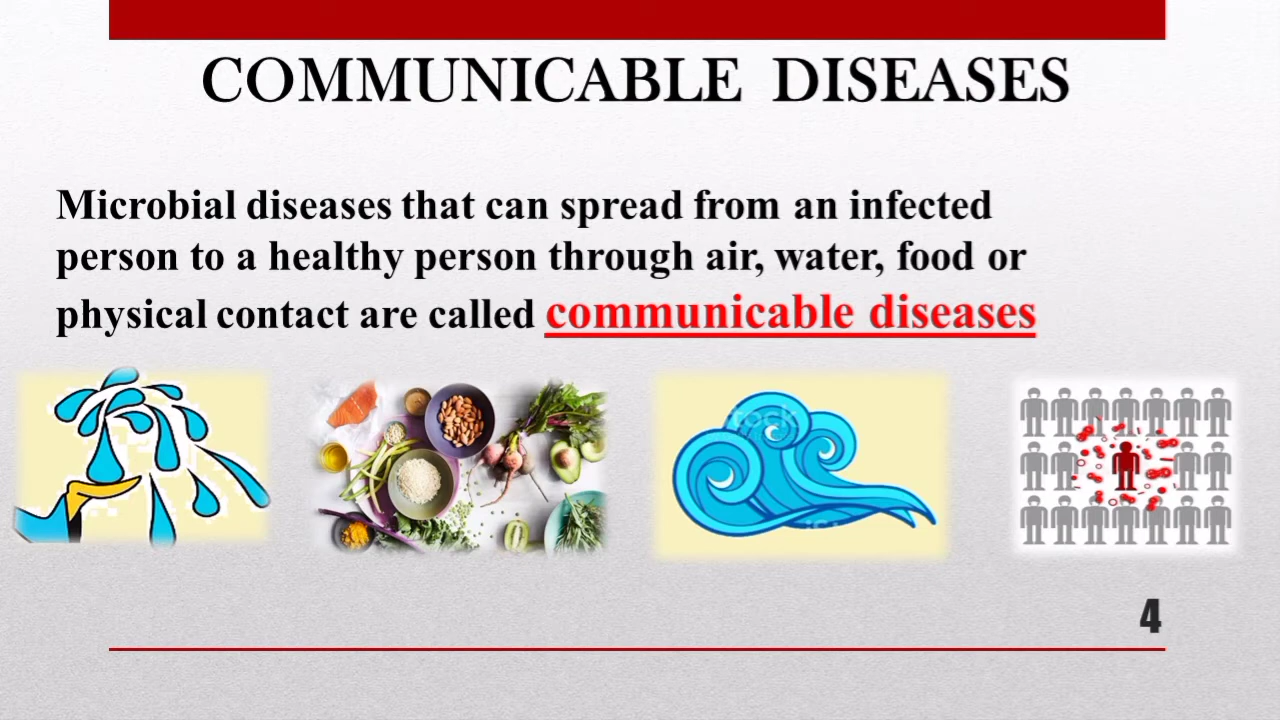 COMMUNICABLE DISEASES
Microbial diseases that can spread from an infected
person to a healthy person through air, water, food or
physical contact are called communicable diseases
4